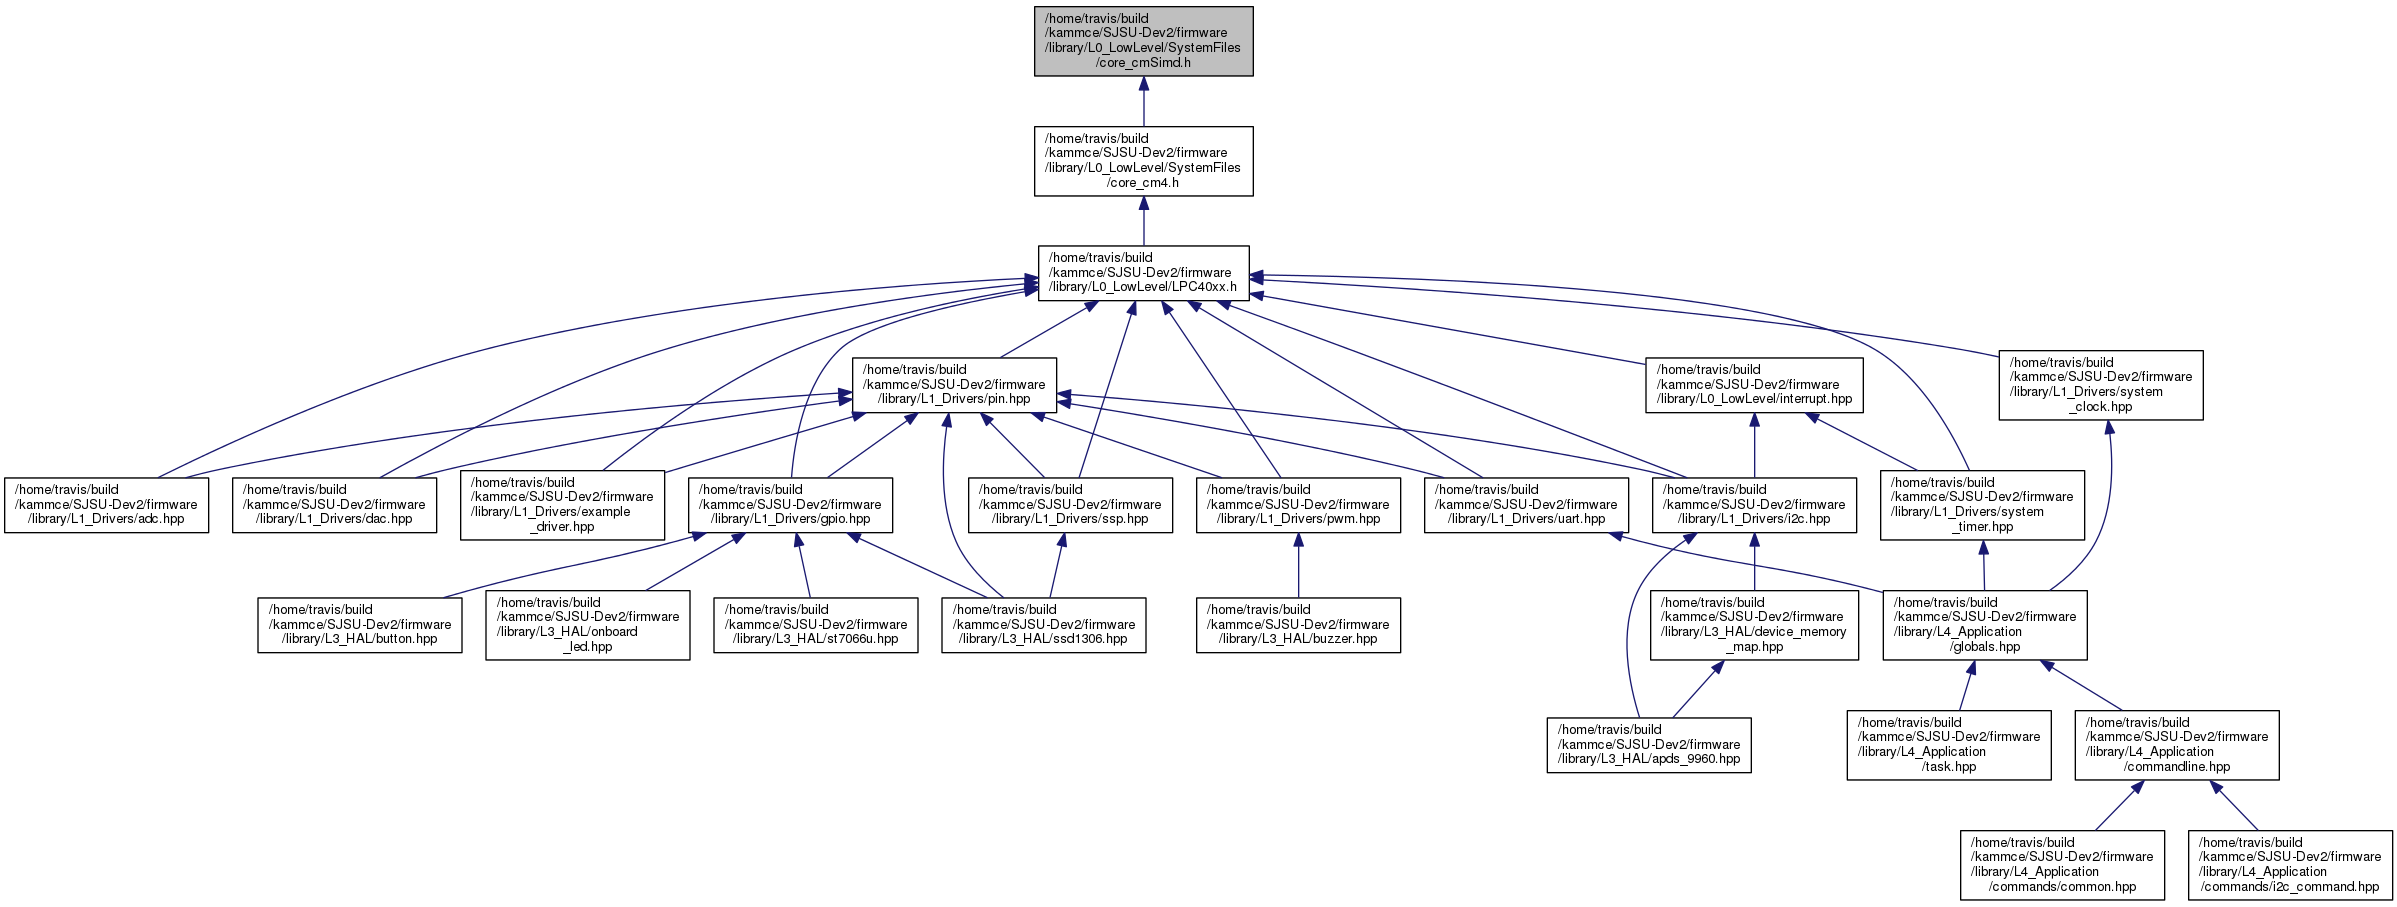 /home/travis/build
/kammce/SJSU-Dev2/firmware
/library/L0_LowLevel/SystemFiles
/core_cmSimd.h
/home/travis/build
/kammce/SJSU-Dev2/firmware
/library/L0_LowLevel/SystemFiles
/core_cm4.h
/home/travis/build
/kammce/SJSU-Dev2/firmware
/library/L0_LowLevel/LPC40xx.h
/home/travis/build
/kammce/SJSU-Dev2/firmware
/library/L1_Drivers/pin.hpp
/home/travis/build
/kammce/SJSU-Dev2/firmware
/library/L0_LowLevel/interrupt.hpp
/home/travis/build
/kammce/SJSU-Dev2/firmware
/library/L1_Drivers/system
_clock.hpp
/home/travis/build
/kammce/SJSU-Dev2/firmware
/library/L1_Drivers/adc.hpp
/home/travis/build
/kammce/SJSU-Dev2/firmware
/library/L1_Drivers/dac.hpp
/home/travis/build
/kammce/SJSU-Dev2/firmware
/library/L1_Drivers/example
_driver.hpp
/home/travis/build
/kammce/SJSU-Dev2/firmware
/library/L1_Drivers/gpio.hpp
/home/travis/build
/kammce/SJSU-Dev2/firmware
/library/L1_Drivers/ssp.hpp
/home/travis/build
/kammce/SJSU-Dev2/firmware
/library/L1_Drivers/pwm.hpp
/home/travis/build
/kammce/SJSU-Dev2/firmware
/library/L1_Drivers/uart.hpp
/home/travis/build
/kammce/SJSU-Dev2/firmware
/library/L1_Drivers/i2c.hpp
/home/travis/build
/kammce/SJSU-Dev2/firmware
/library/L1_Drivers/system
_timer.hpp
/home/travis/build
/kammce/SJSU-Dev2/firmware
/library/L3_HAL/button.hpp
/home/travis/build
/kammce/SJSU-Dev2/firmware
/library/L3_HAL/onboard
_led.hpp
/home/travis/build
/kammce/SJSU-Dev2/firmware
/library/L3_HAL/st7066u.hpp
/home/travis/build
/kammce/SJSU-Dev2/firmware
/library/L3_HAL/ssd1306.hpp
/home/travis/build
/kammce/SJSU-Dev2/firmware
/library/L3_HAL/buzzer.hpp
/home/travis/build
/kammce/SJSU-Dev2/firmware
/library/L3_HAL/device_memory
_map.hpp
/home/travis/build
/kammce/SJSU-Dev2/firmware
/library/L4_Application
/globals.hpp
/home/travis/build
/kammce/SJSU-Dev2/firmware
/library/L3_HAL/apds_9960.hpp
/home/travis/build
/kammce/SJSU-Dev2/firmware
/library/L4_Application
/task.hpp
/home/travis/build
/kammce/SJSU-Dev2/firmware
/library/L4_Application
/commandline.hpp
/home/travis/build
/kammce/SJSU-Dev2/firmware
/library/L4_Application
/commands/common.hpp
/home/travis/build
/kammce/SJSU-Dev2/firmware
/library/L4_Application
/commands/i2c_command.hpp